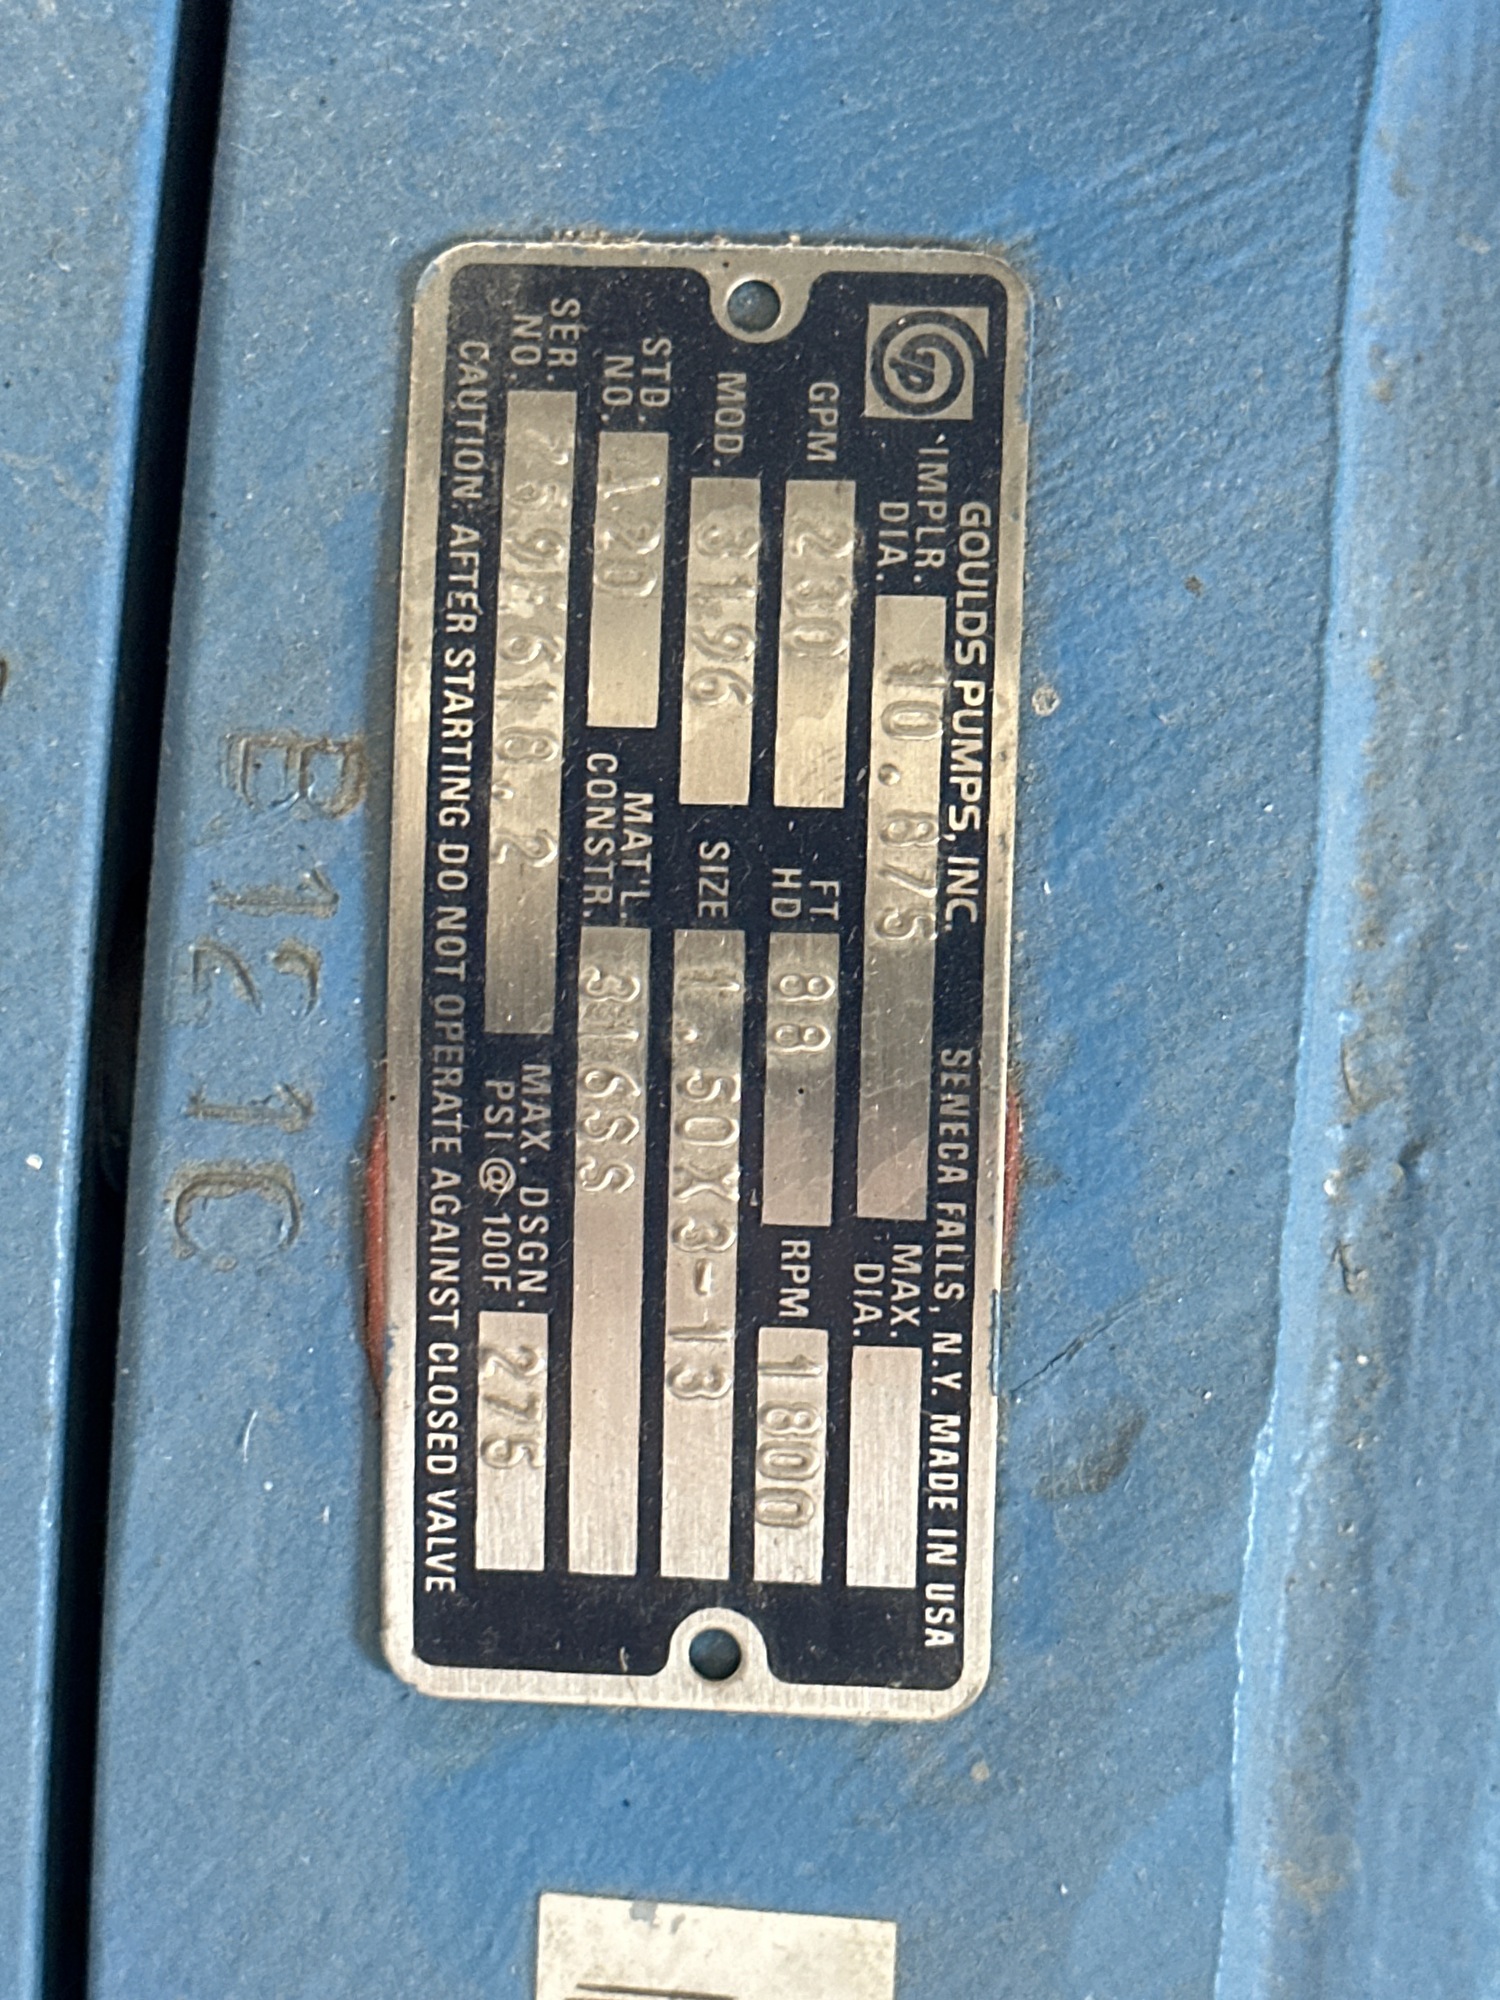 GOULDS PUMPS, INC. SENECA FALLS, N.Y. MADE IN USA
IMPLR. DIA. 10.875 MAX. DIA.
GPM 230 FT HD 88 RPM 1800
MOD. 3196 SIZE 1.50X3-13
STD. NO. A20 MAT'L. CONSTR. 316SS
SER. NO. MAX. DSGN. PSI @ 100F 275
CAUTION: AFTER STARTING DO NOT OPERATE AGAINST CLOSED VALVE
B121C